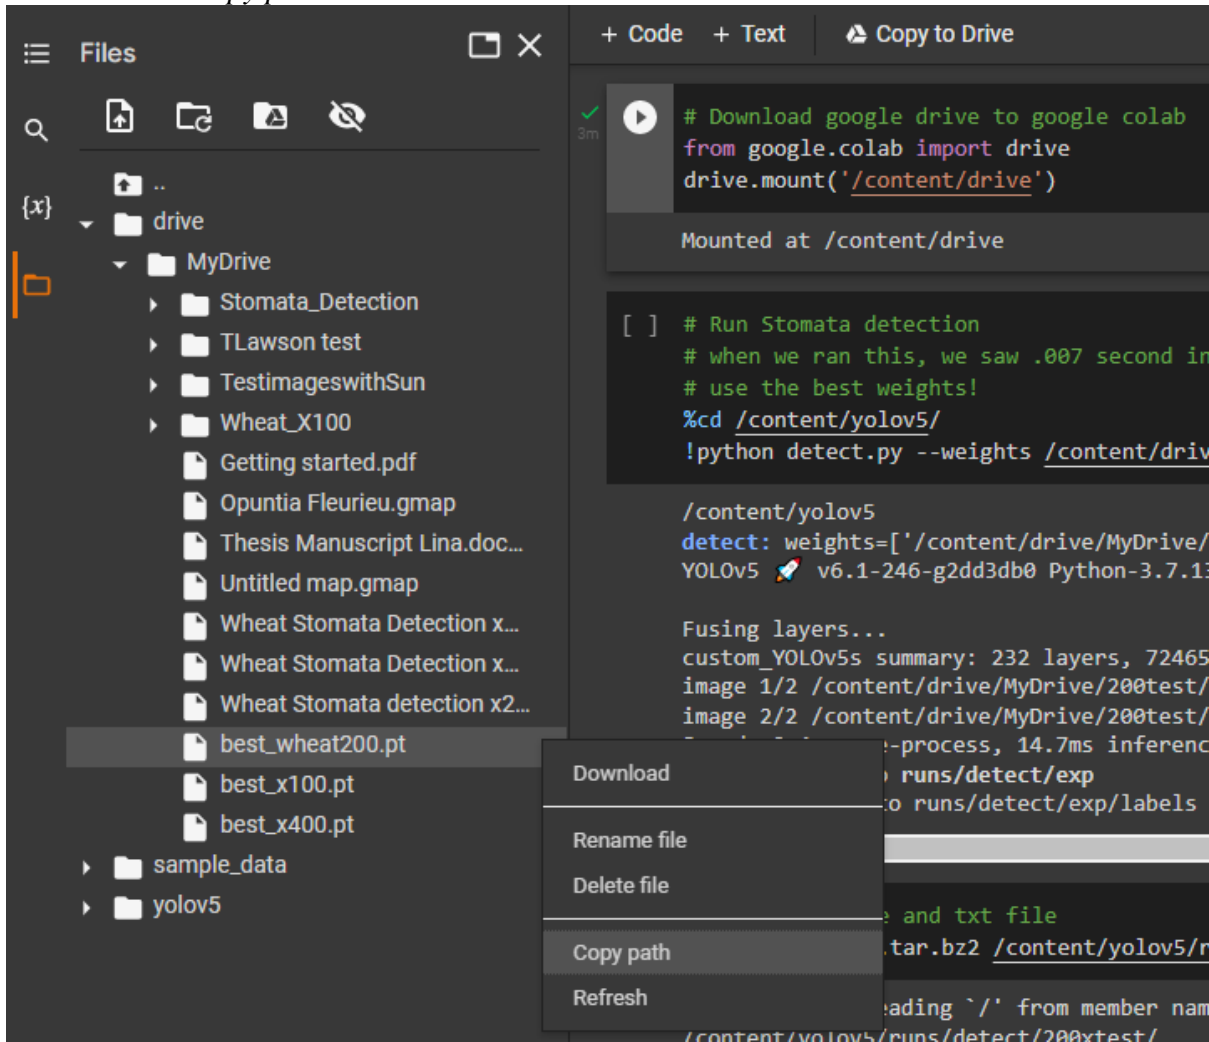 Files
{x}
..
drive
MyDrive
Stomata_Detection
TLawson test
TestimageswithSun
Wheat_X100
Getting started.pdf
Opuntia Fleurieu.gmap
Thesis Manuscript Lina.doc...
Untitled map.gmap
Wheat Stomata Detection x...
Wheat Stomata Detection x...
Wheat Stomata detection x2...
best_wheat200.pt
best_x100.pt
best_x400.pt
sample_data
yolov5
Download
Rename file
Delete file
Copy path
Refresh
+ Code + Text Copy to Drive
3m
# Download google drive to google colab
from google.colab import drive
drive.mount('/content/drive')
Mounted at /content/drive
[ ] # Run Stomata detection
# when we ran this, we saw .007 second in
# use the best weights!
%cd /content/yolov5/
!python detect.py --weights /content/driv
/content/yolov5
detect: weights=['/content/drive/MyDrive/
YOLOv5 🚀 v6.1-246-g2dd3db0 Python-3.7.13
Fusing layers...
custom_YOLOv5s summary: 232 layers, 72465
image 1/2 /content/drive/MyDrive/200test/
image 2/2 /content/drive/MyDrive/200test/
-process, 14.7ms inferenc
runs/detect/exp
to runs/detect/exp/labels
and txt file
.tar.bz2 /content/yolov5/r
eading `/' from member nam
/content/yolov5/runs/detect/200xtest/